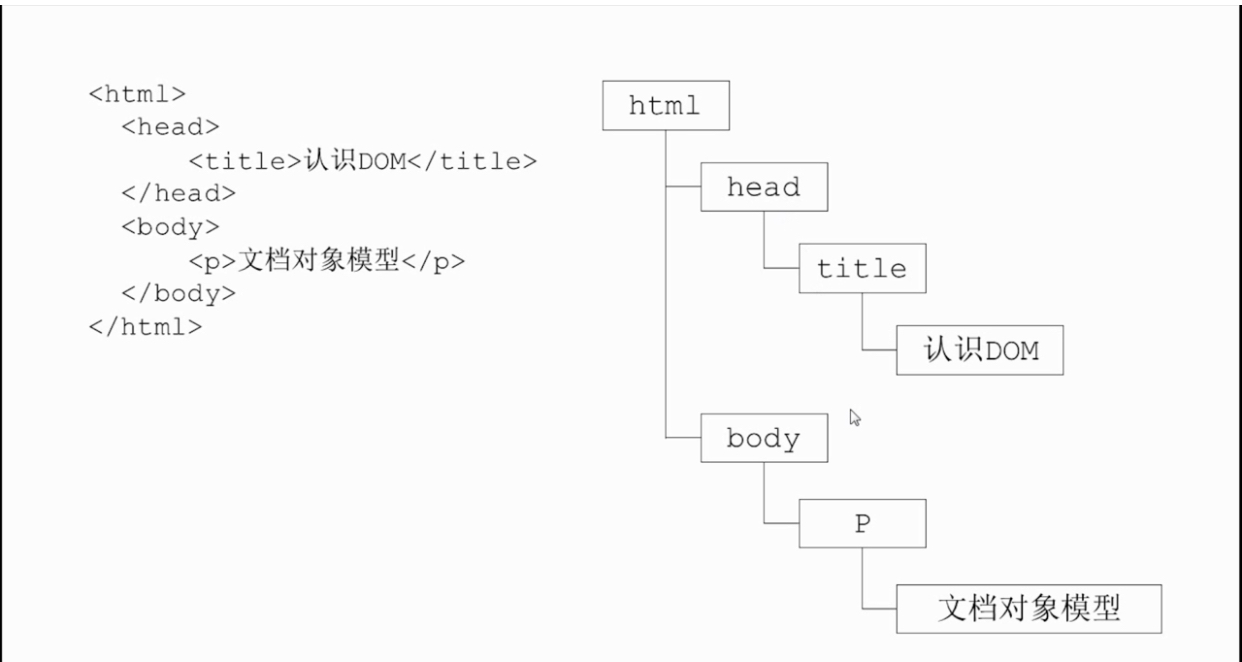 <html>
<head>
<title>认识DOM</title>
</head>
<body>
<p>文档对象模型</p>
</body>
</html>
html
head
title
认识DOM
body
P
文档对象模型